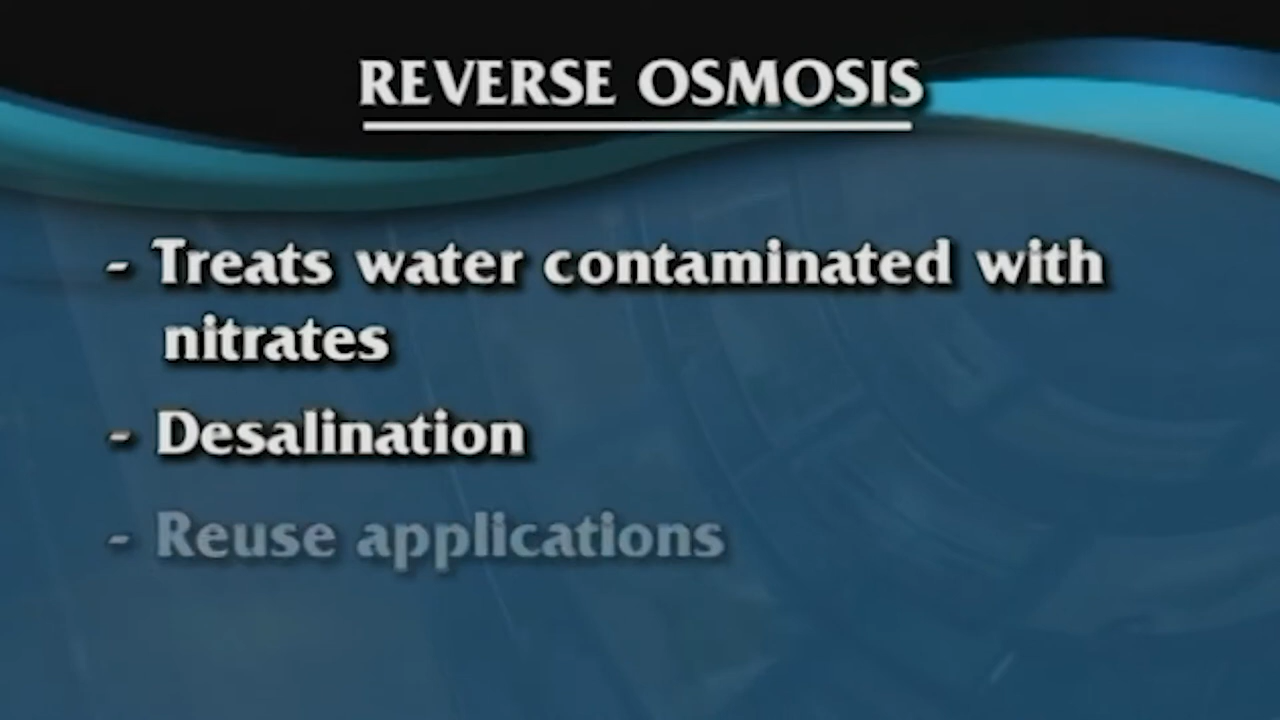 REVERSE OSMOSIS
- Treats water contaminated with
nitrates
- Desalination
- Reuse applications